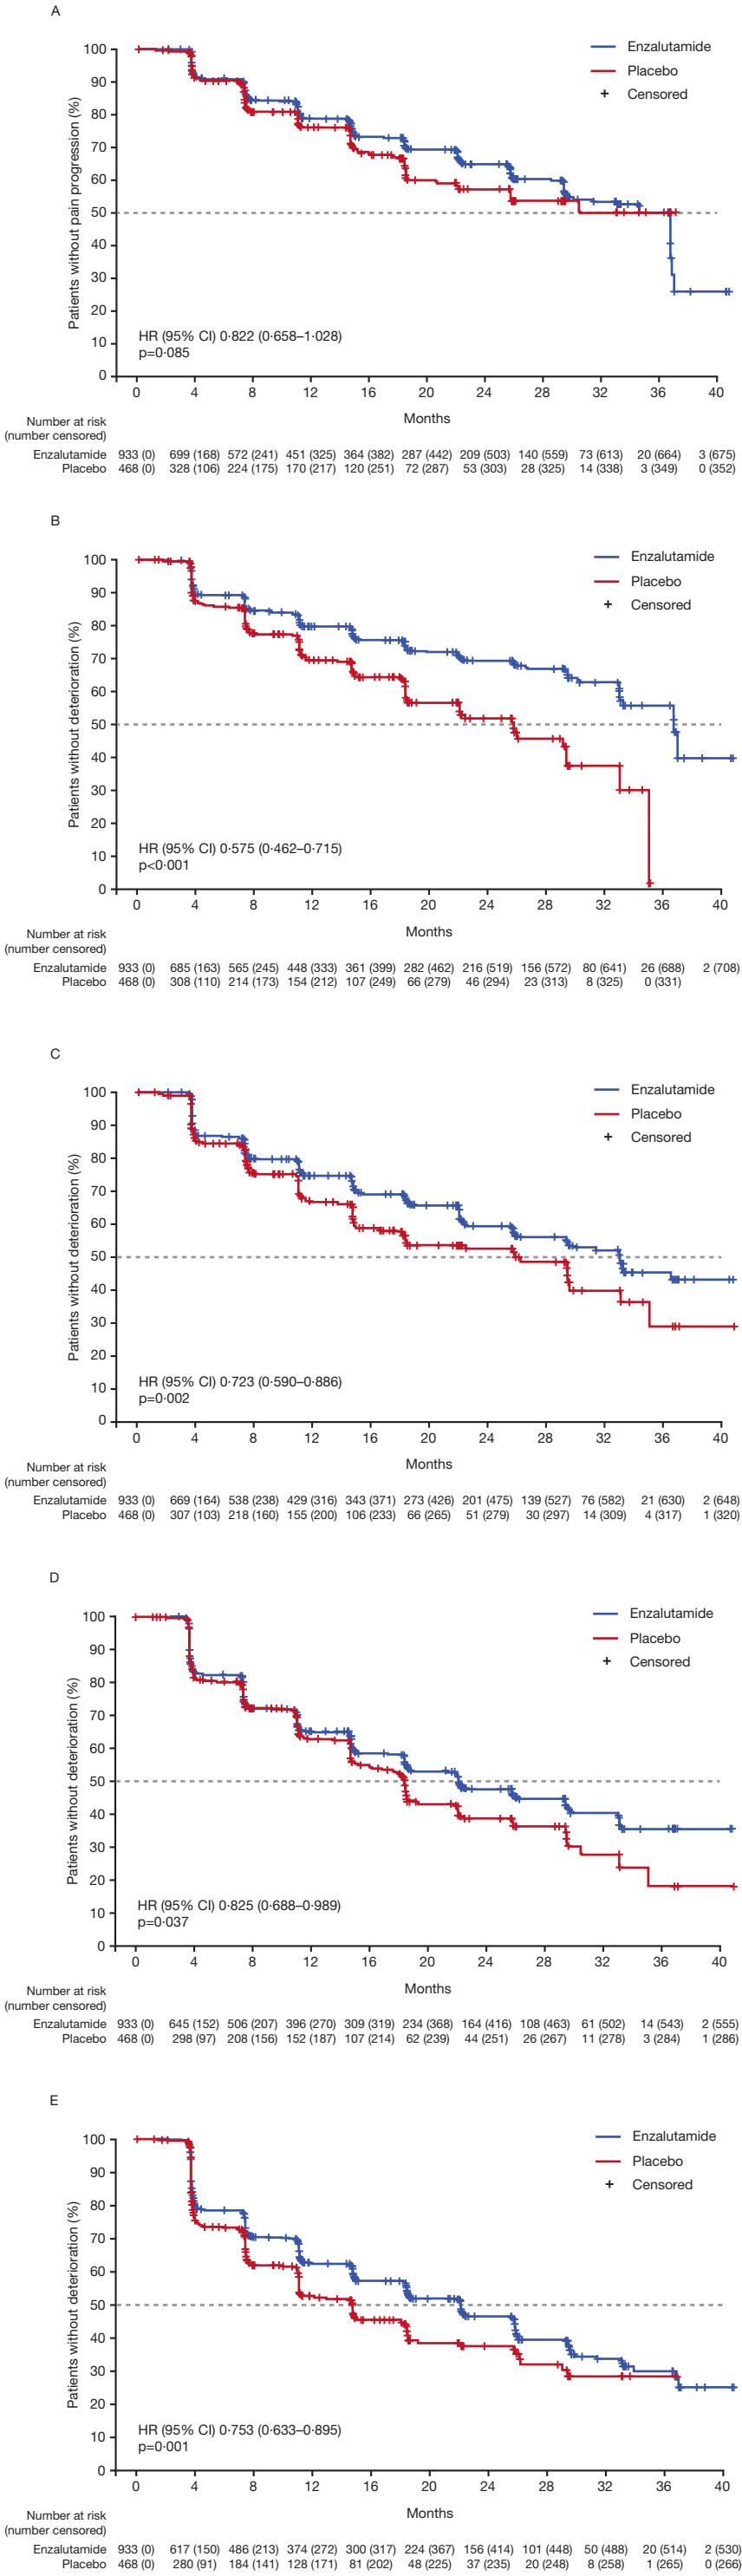 A
Patients without pain progression (%)
100
90
80
70
60
50
40
30
20
10
0
Enzalutamide
Placebo
Censored
HR (95% CI) 0·822 (0·658–1·028)
p=0·085
0 4 8 12 16 20 24 28 32 36 40
Months
Number at risk
(number censored)
Enzalutamide 933 (0) 699 (168) 572 (241) 451 (325) 364 (382) 287 (442) 209 (503) 140 (559) 73 (613) 20 (664) 3 (675)
Placebo 468 (0) 328 (106) 224 (175) 170 (217) 120 (251) 72 (287) 53 (303) 28 (325) 14 (338) 3 (349) 0 (352)
B
Patients without deterioration (%)
100
90
80
70
60
50
40
30
20
10
0
Enzalutamide
Placebo
Censored
HR (95% CI) 0·575 (0·462–0·715)
p<0·001
0 4 8 12 16 20 24 28 32 36 40
Months
Number at risk
(number censored)
Enzalutamide 933 (0) 685 (163) 565 (245) 448 (333) 361 (399) 282 (462) 216 (519) 156 (572) 80 (641) 26 (688) 2 (708)
Placebo 468 (0) 308 (110) 214 (173) 154 (212) 107 (249) 66 (279) 46 (294) 23 (313) 8 (325) 0 (331)
C
Patients without deterioration (%)
100
90
80
70
60
50
40
30
20
10
0
Enzalutamide
Placebo
Censored
HR (95% CI) 0·723 (0·590–0·886)
p=0·002
0 4 8 12 16 20 24 28 32 36 40
Months
Number at risk
(number censored)
Enzalutamide 933 (0) 669 (164) 538 (238) 429 (316) 343 (371) 273 (426) 201 (475) 139 (527) 76 (582) 21 (630) 2 (648)
Placebo 468 (0) 307 (103) 218 (160) 155 (200) 106 (233) 66 (265) 51 (279) 30 (297) 14 (309) 4 (317) 1 (320)
D
Patients without deterioration (%)
100
90
80
70
60
50
40
30
20
10
0
Enzalutamide
Placebo
Censored
HR (95% CI) 0·825 (0·688–0·989)
p=0·037
0 4 8 12 16 20 24 28 32 36 40
Months
Number at risk
(number censored)
Enzalutamide 933 (0) 645 (152) 506 (207) 396 (270) 309 (319) 234 (368) 164 (416) 108 (463) 61 (502) 14 (543) 2 (555)
Placebo 468 (0) 298 (97) 208 (156) 152 (187) 107 (214) 62 (239) 44 (251) 26 (267) 11 (278) 3 (284) 1 (286)
E
Patients without deterioration (%)
100
90
80
70
60
50
40
30
20
10
0
Enzalutamide
Placebo
Censored
HR (95% CI) 0·753 (0·633–0·895)
p=0·001
0 4 8 12 16 20 24 28 32 36 40
Months
Number at risk
(number censored)
Enzalutamide 933 (0) 617 (150) 486 (213) 374 (272) 300 (317) 224 (367) 156 (414) 101 (448) 50 (488) 20 (514) 2 (530)
Placebo 468 (0) 280 (91) 184 (141) 128 (171) 81 (202) 48 (225) 37 (235) 20 (248) 8 (258) 1 (265) 0 (266)